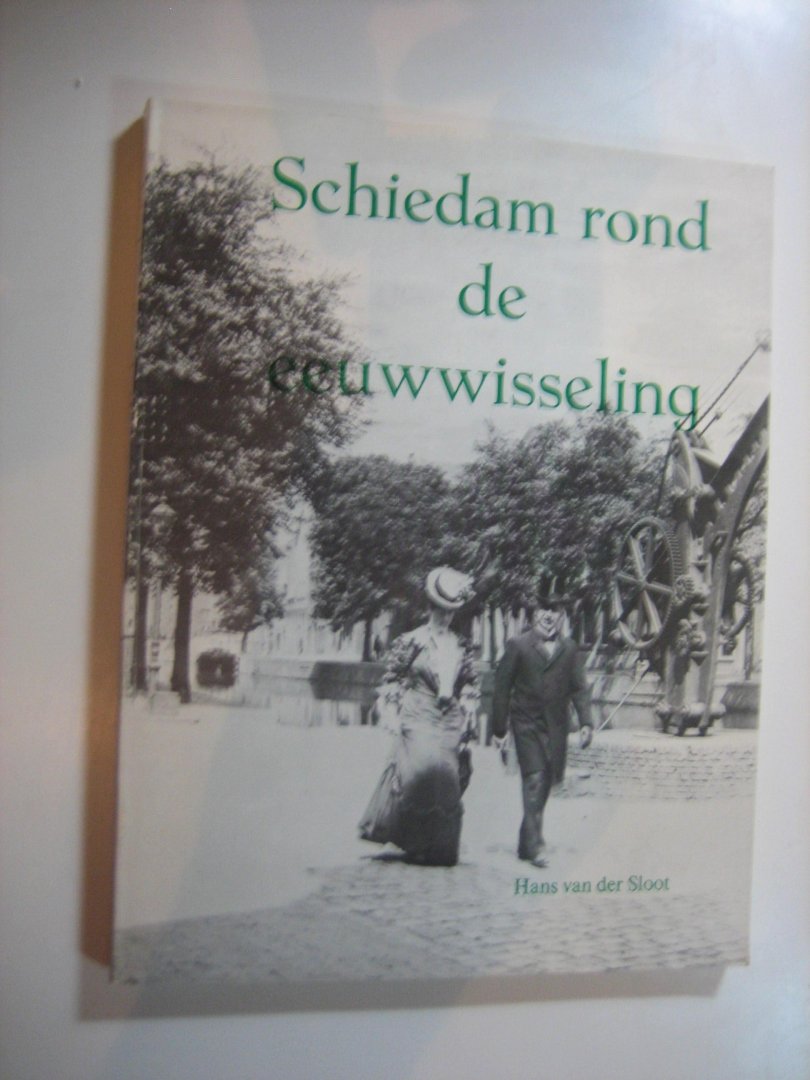 Schiedam rond
de
eeuwwisseling
Hans van der Sloot